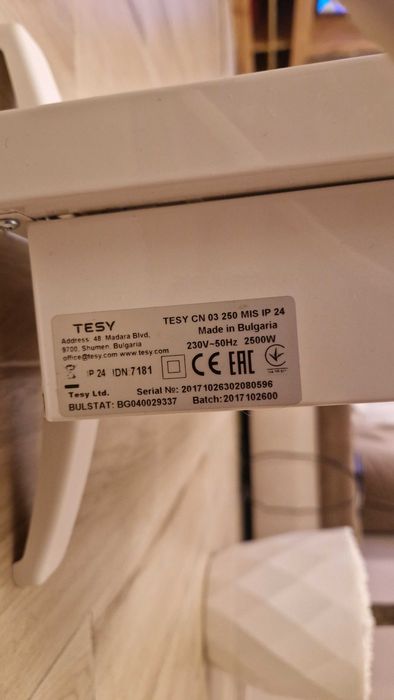 TESY
TESY CN 03 250 MIS IP 24
Address: 48 Madara Blvd,
Made in Bulgaria
9700, Shumen, Bulgaria
office@tesy.com www.tesy.com
230V~50Hz 2500W
IP 24 IDN 7181
CE EAC
Tesy Ltd.
Serial No: 20171026302080596
BULSTAT: BG040029337
Batch: 2017102600